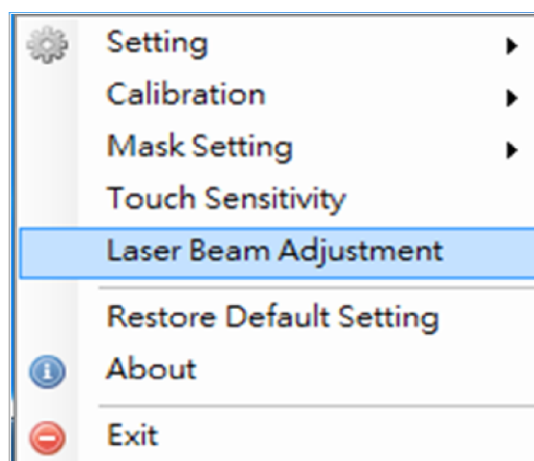 Setting
Calibration
Mask Setting
Touch Sensitivity
Laser Beam Adjustment
Restore Default Setting
About
Exit